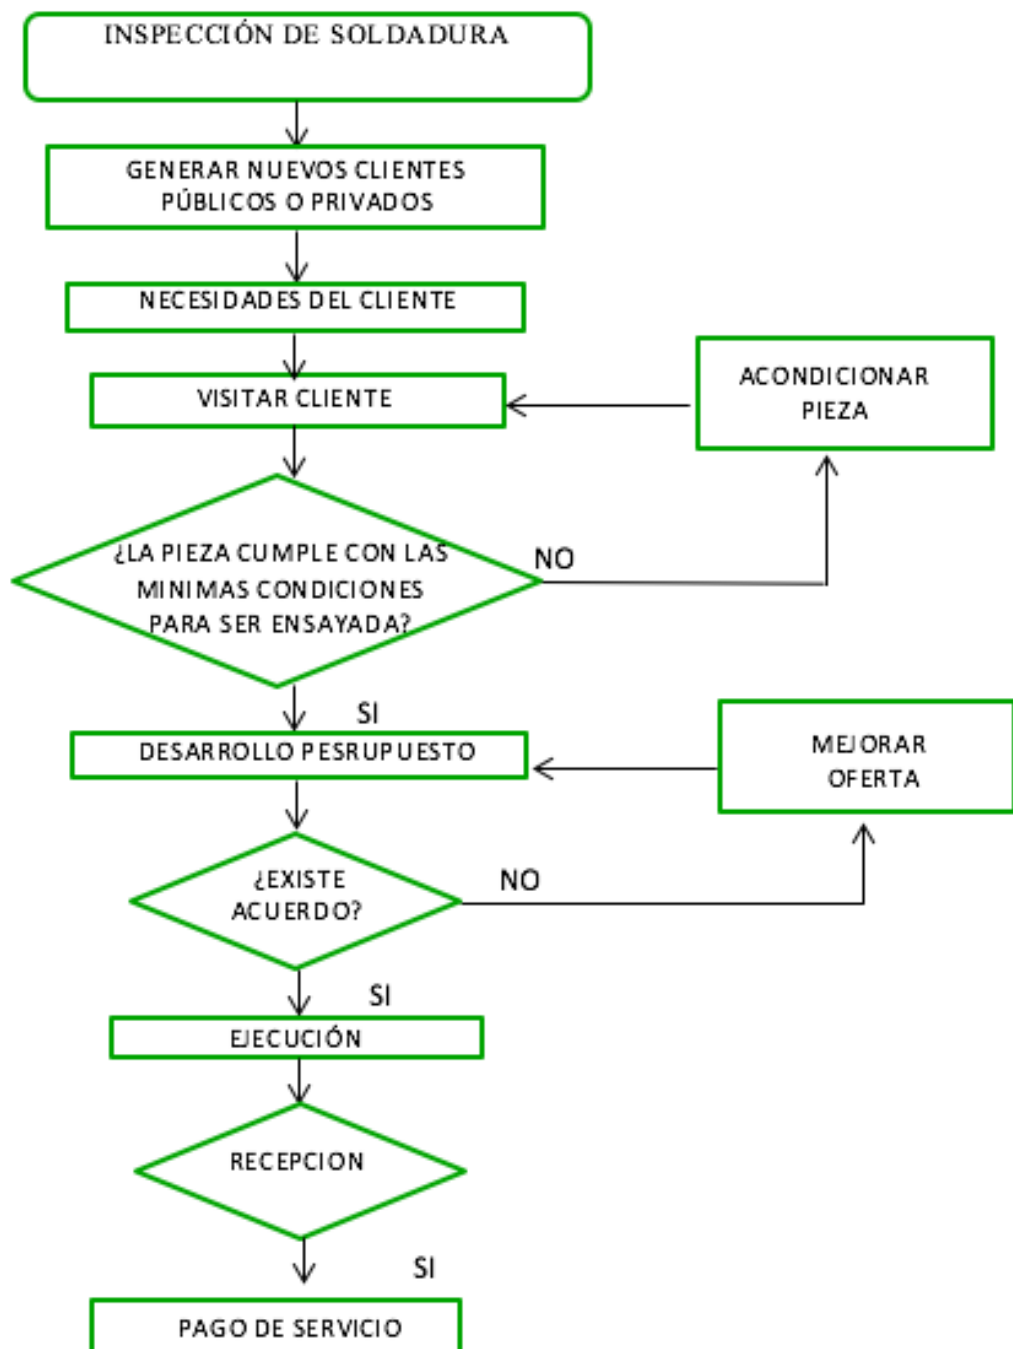 INSPECCIÓN DE SOLDADURA
GENERAR NUEVOS CLIENTES
PÚBLICOS O PRIVADOS
NECESIDADES DEL CLIENTE
VISITAR CLIENTE
ACONDICIONAR
PIEZA
¿LA PIEZA CUMPLE CON LAS
MINIMAS CONDICIONES
PARA SER ENSAYADA?
NO
SI
DESARROLLO PESRUPUESTO
MEJORAR
OFERTA
¿EXISTE
ACUERDO?
NO
SI
EJECUCIÓN
RECEPCION
SI
PAGO DE SERVICIO